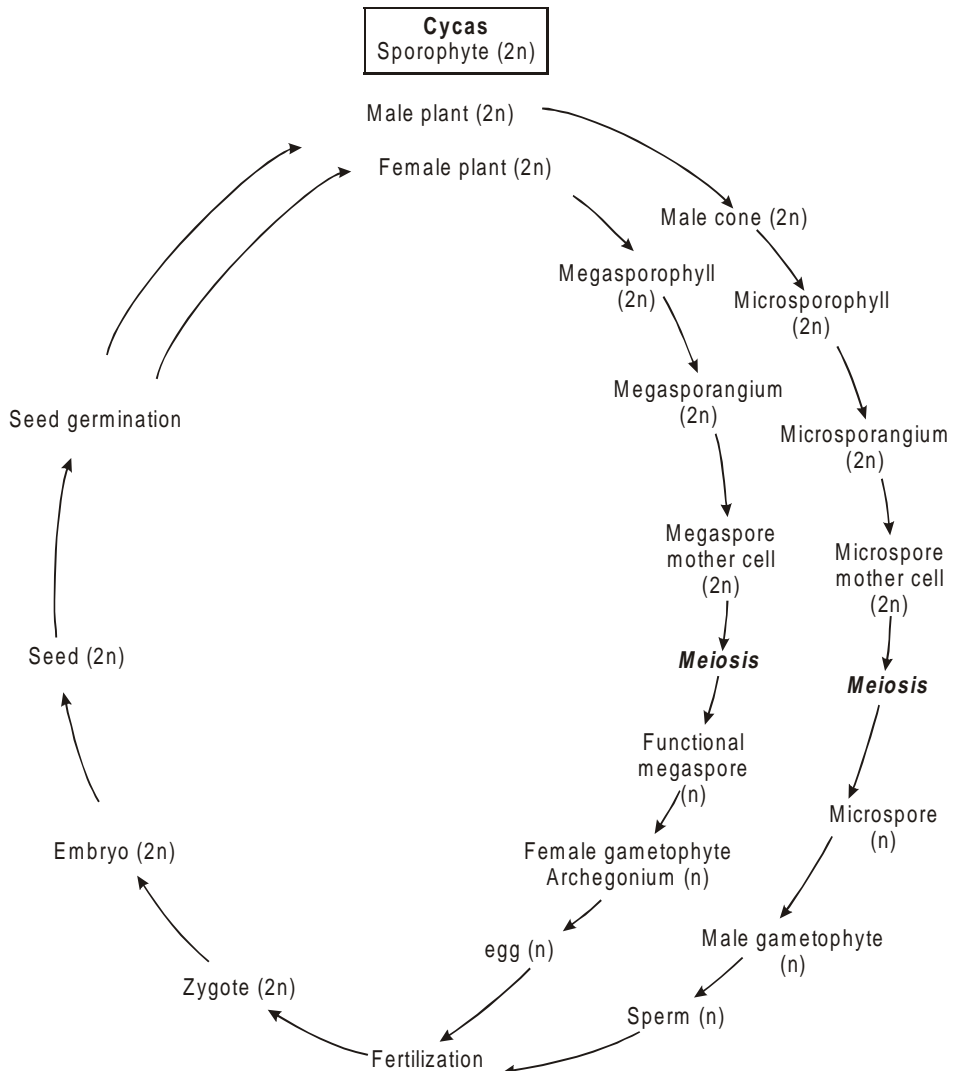 Cycas
Sporophyte (2n)
Male plant (2n)
Female plant (2n)
Male cone (2n)
Megasporophyll
(2n)
Microsporophyll
(2n)
Megasporangium
(2n)
Microsporangium
(2n)
Seed germination
Megaspore
mother cell
(2n)
Microspore
mother cell
(2n)
Meiosis
Meiosis
Seed (2n)
Functional
megaspore
(n)
Microspore
(n)
Female gametophyte
Archegonium (n)
Embryo (2n)
egg (n)
Male gametophyte
(n)
Zygote (2n)
Sperm (n)
Fertilization